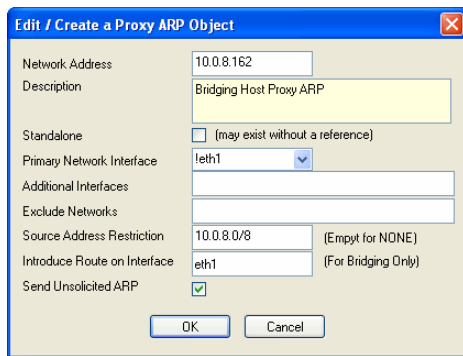 Edit / Create a Proxy ARP Object
Network Address 10.0.8.162
Description Bridging Host Proxy ARP
Standalone (may exist without a reference)
Primary Network Interface !eth1
Additional Interfaces
Exclude Networks
Source Address Restriction 10.0.8.0/8 (Empyt for NONE)
Introduce Route on Interface eth1 (For Bridging Only)
Send Unsolicited ARP
OK Cancel